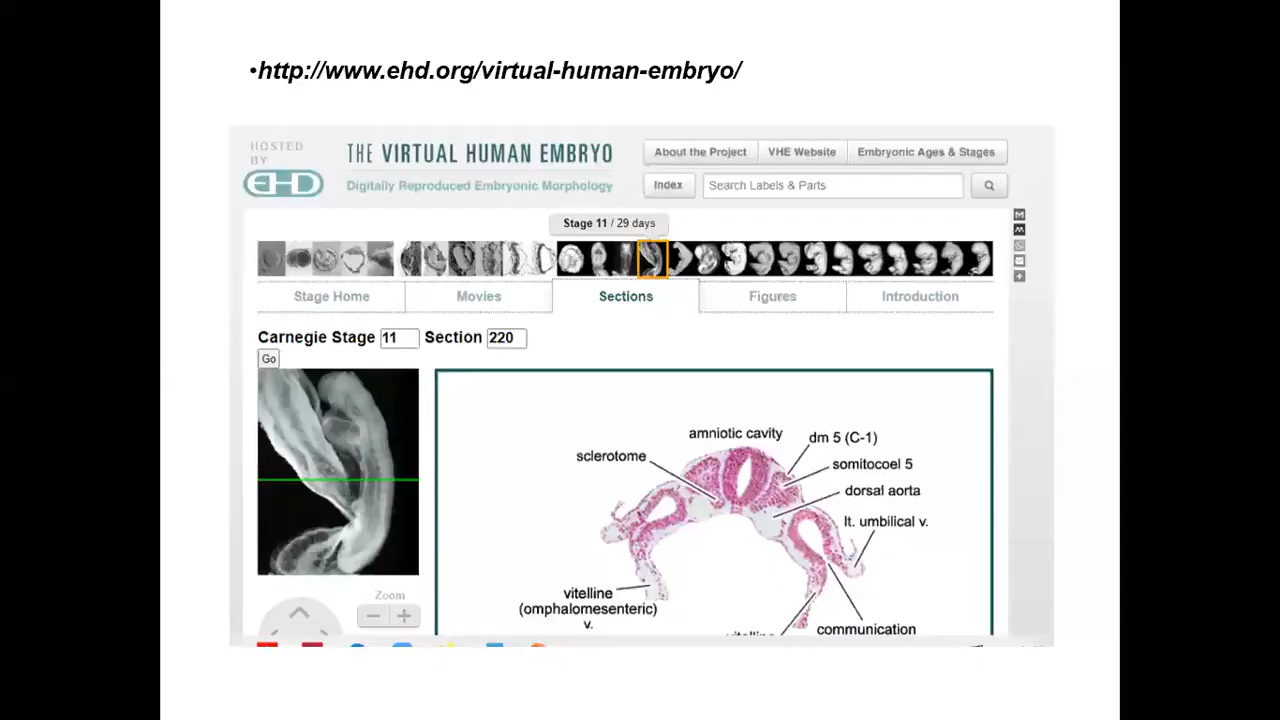 •http://www.ehd.org/virtual-human-embryo/
HOSTED
BY
EHD
THE VIRTUAL HUMAN EMBRYO
Digitally Reproduced Embryonic Morphology
About the Project
VHE Website
Embryonic Ages & Stages
Index
Search Labels & Parts
Stage 11 / 29 days
Stage Home
Movies
Sections
Figures
Introduction
Carnegie Stage 11 Section 220
Go
Zoom
amniotic cavity
dm 5 (C-1)
sclerotome
somitocoel 5
dorsal aorta
lt. umbilical v.
vitelline
(omphalomesenteric)
v.
communication